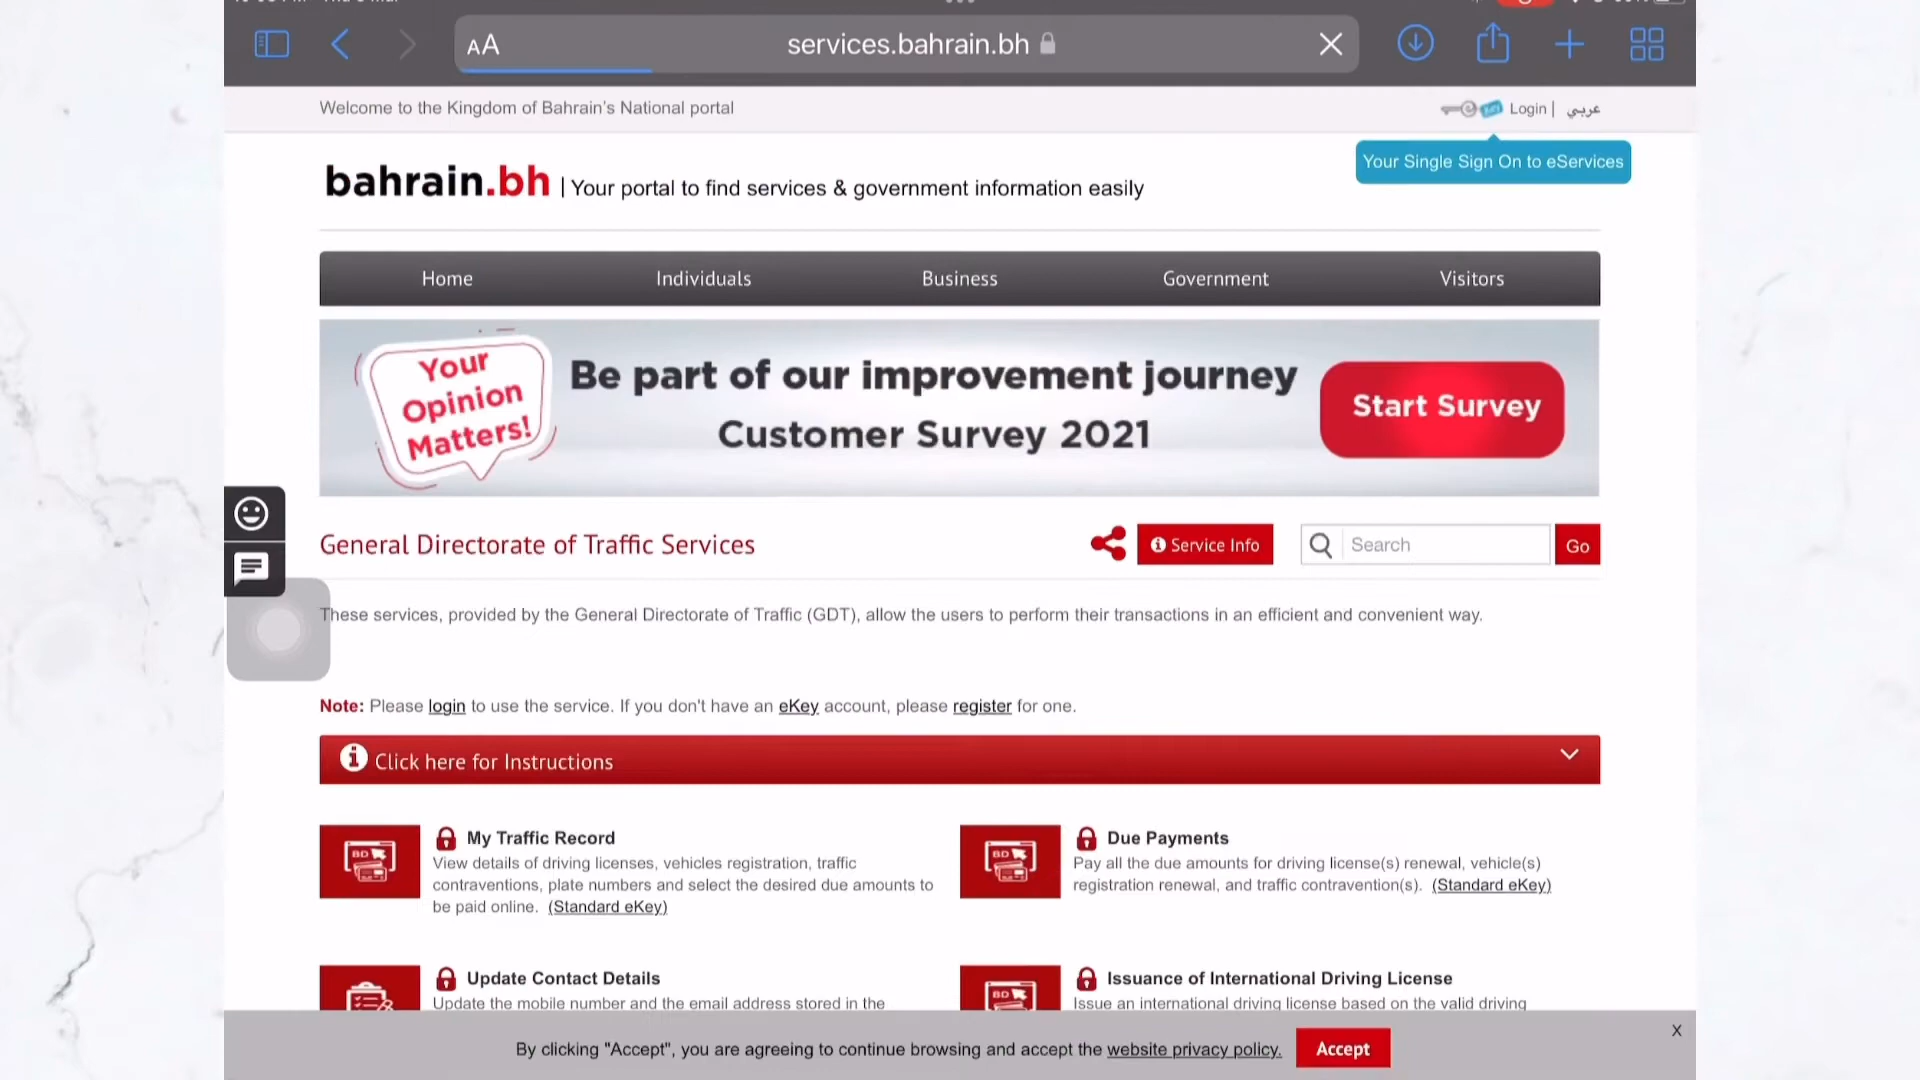 AA
services.bahrain.bh
Welcome to the Kingdom of Bahrain's National portal
Login | عربي
Your Single Sign On to eServices
bahrain.bh | Your portal to find services & government information easily
Home Individuals Business Government Visitors
Your
Opinion
Matters!
Be part of our improvement journey
Customer Survey 2021
Start Survey
General Directorate of Traffic Services
Service Info
Search
Go
These services, provided by the General Directorate of Traffic (GDT), allow the users to perform their transactions in an efficient and convenient way.
Note: Please login to use the service. If you don't have an eKey account, please register for one.
Click here for Instructions
My Traffic Record
View details of driving licenses, vehicles registration, traffic
contraventions, plate numbers and select the desired due amounts to
be paid online. (Standard eKey)
Due Payments
Pay all the due amounts for driving license(s) renewal, vehicle(s)
registration renewal, and traffic contravention(s). (Standard eKey)
Update Contact Details
Update the mobile number and the email address stored in the
Issuance of International Driving License
Issue an international driving license based on the valid driving
By clicking "Accept", you are agreeing to continue browsing and accept the website privacy policy.
Accept
X